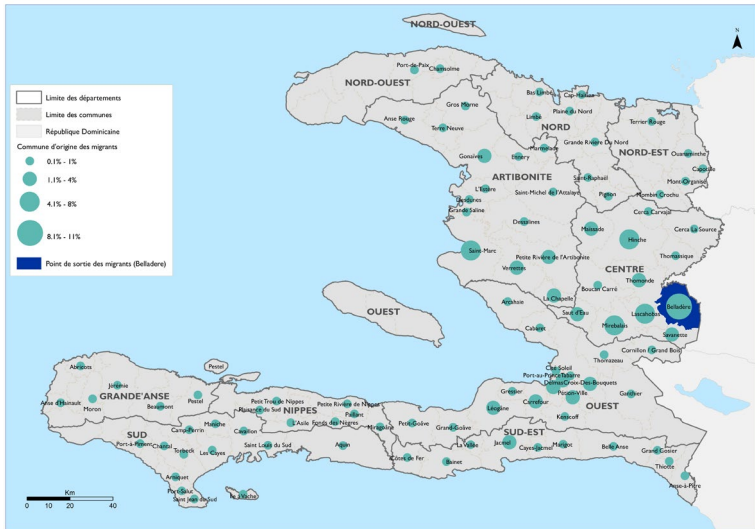 NORD-OUEST
N
Port-de-Paix
Chansolme
NORD-OUEST
Bas Limbé
Cap-Haïtien
Limite des départements
Limite des communes
République Dominicaine
Commune d'origine des migrants
0.1% - 1%
1.1% - 4%
4.1% - 8%
8.1% - 11%
Point de sortie des migrants (Belladere)
Gros Morne
Anse Rouge
Terre Neuve
Limbé
Plaine du Nord
NORD
Terrier Rouge
Marmelade
Grande Rivière Du Nord
NORD-EST
Gonaïves
Ennery
Ouanaminthe
ARTIBONITE
Saint-Raphaël
Capotille
L'Estère
Saint-Michel de l'Attalaye
Pignon
Mont-Organisé
Mombin Crochu
Desdunes
Grande Saline
Cerca Carvajal
Dessalines
Maïssade
Hinche
Cerca La Source
Saint-Marc
Petite Rivière de l'Artibonite
Thomassique
Verrettes
CENTRE
Thomonde
Boucan Carré
OUEST
Arcahaie
La Chapelle
Belladère
Saut d'Eau
Lascahobas
Mirebalais
Cabaret
Savanette
Cornillon / Grand Bois
Thomazeau
Cité Soleil
Port-au-Prince
Tabarre
Delmas
Croix-Des-Bouquets
Abricots
Jérémie
Pestel
Gressier
Pétion-Ville
Ganthier
Anse d'Hainault
GRANDE'ANSE
Pestel
Petit Trou de Nippes
Petite Rivière de Nippes
Léogâne
Carrefour
OUEST
Moron
Beaumont
Plaisance du Sud
NIPPES
Paillant
Kenscoff
L'Asile
Fonds des Nègres
Miragoâne
Petit-Goâve
Grand-Goâve
SUD-EST
SUD
Camp-Perrin
Maniche
Cavaillon
Port-à-Piment
Chantal
Saint Louis du Sud
Aquin
La Vallée
Jacmel
Cayes-Jacmel
Marigot
Belle Anse
Grand Gosier
Torbeck
Les Cayes
Côtes de Fer
Bainet
Thiotte
Arniquet
Anse-à-Pitre
Port-Salut
Saint Jean du Sud
Île à Vache
Km
0 10 20 40